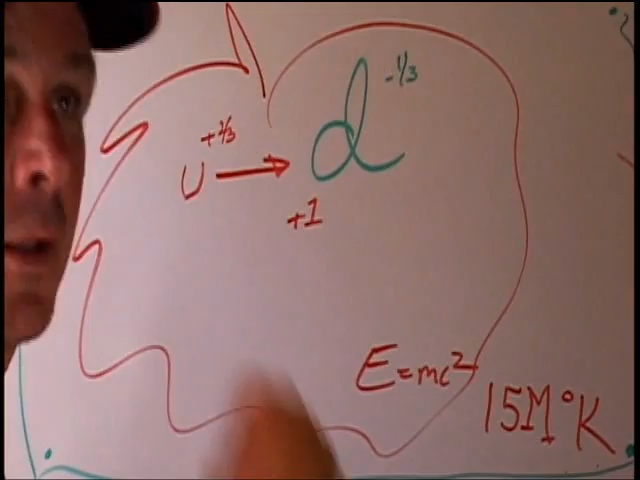 u +2/3 → d -1/3
+1
E=mc²
15M°K